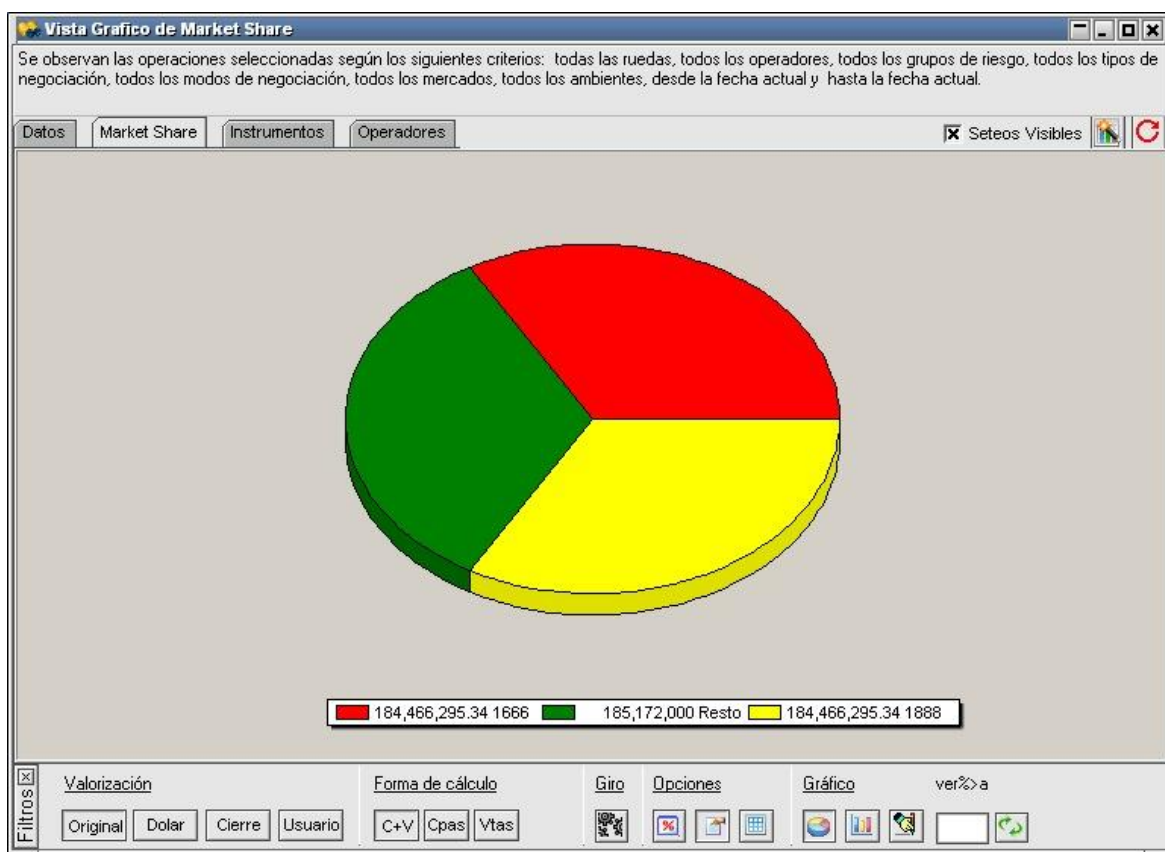 Vista Grafico de Market Share
Se observan las operaciones seleccionadas según los siguientes criterios: todas las ruedas, todos los operadores, todos los grupos de riesgo, todos los tipos de
negociación, todos los modos de negociación, todos los mercados, todos los ambientes, desde la fecha actual y hasta la fecha actual.
Datos Market Share Instrumentos Operadores Seteos Visibles
184,466,295.34 1666 185,172,000 Resto 184,466,295.34 1888
Filtros
Valorización Forma de cálculo Giro Opciones Gráfico ver%>a
Original Dolar Cierre Usuario C+V Cpas Vtas